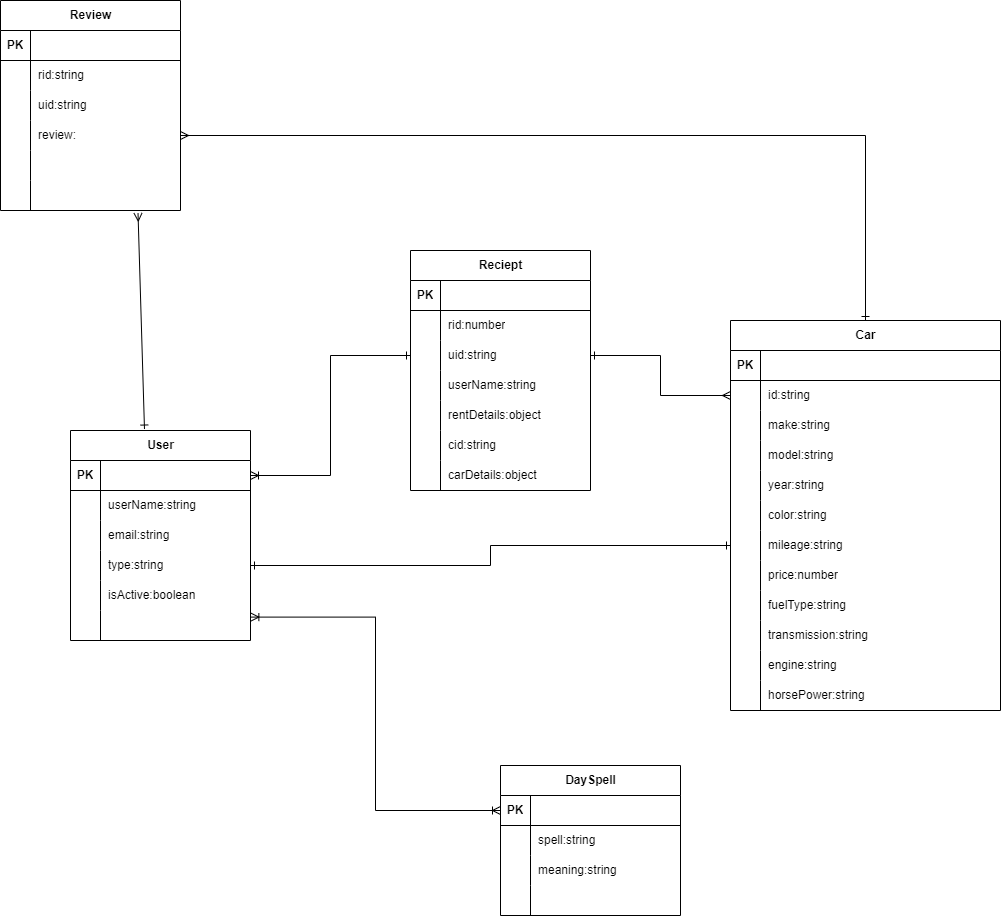 Review
PK
rid:string
uid:string
review:
Reciept
PK
rid:number
uid:string
userName:string
rentDetails:object
cid:string
carDetails:object
Car
PK
id:string
make:string
model:string
year:string
color:string
mileage:string
price:number
fuelType:string
transmission:string
engine:string
horsePower:string
User
PK
userName:string
email:string
type:string
isActive:boolean
DaySpell
PK
spell:string
meaning:string